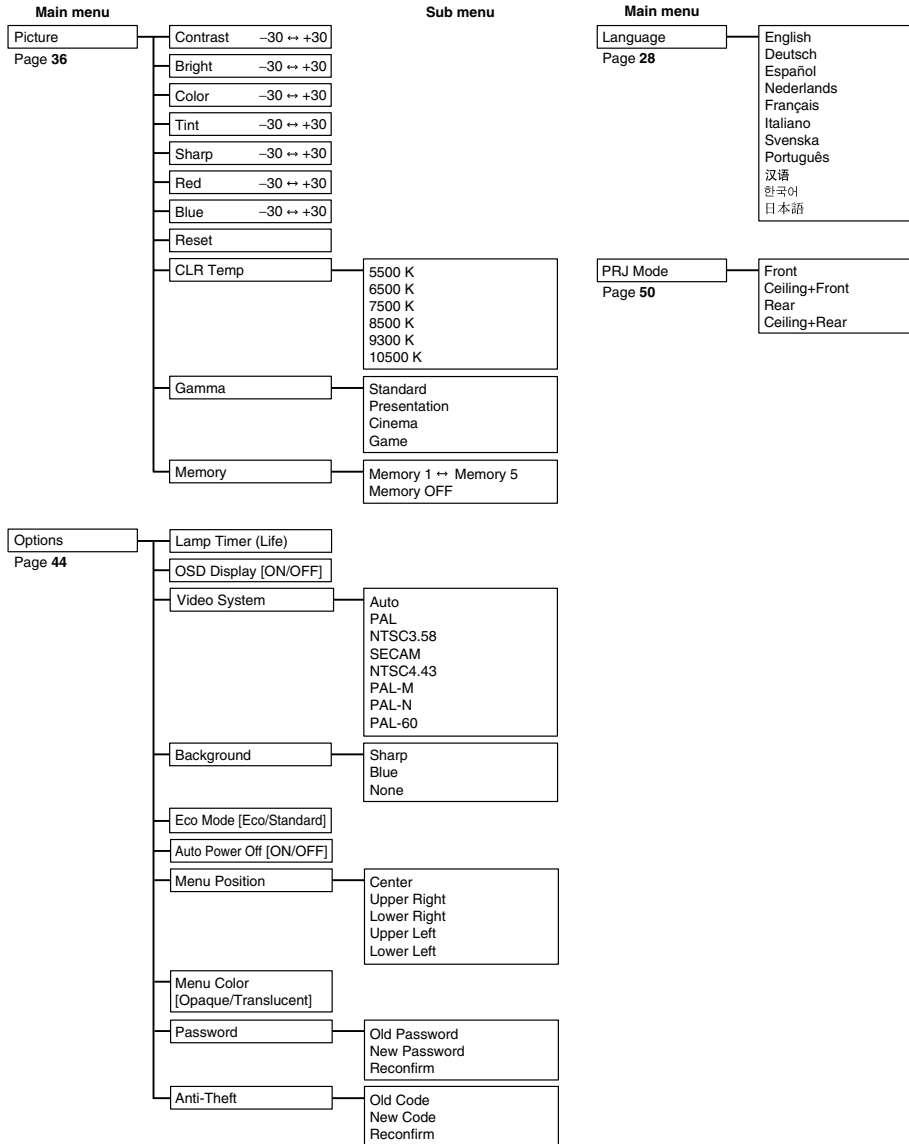 Main menu
Sub menu
Main menu
Picture
Page 36
Contrast −30 ↔ +30
Bright −30 ↔ +30
Color −30 ↔ +30
Tint −30 ↔ +30
Sharp −30 ↔ +30
Red −30 ↔ +30
Blue −30 ↔ +30
Reset
CLR Temp
5500 K
6500 K
7500 K
8500 K
9300 K
10500 K
Gamma
Standard
Presentation
Cinema
Game
Memory
Memory 1 ↔ Memory 5
Memory OFF
Language
Page 28
English
Deutsch
Español
Nederlands
Français
Italiano
Svenska
Português
汉语
한국어
日本語
PRJ Mode
Page 50
Front
Ceiling+Front
Rear
Ceiling+Rear
Options
Page 44
Lamp Timer (Life)
OSD Display [ON/OFF]
Video System
Auto
PAL
NTSC3.58
SECAM
NTSC4.43
PAL-M
PAL-N
PAL-60
Background
Sharp
Blue
None
Eco Mode [Eco/Standard]
Auto Power Off [ON/OFF]
Menu Position
Center
Upper Right
Lower Right
Upper Left
Lower Left
Menu Color
[Opaque/Translucent]
Password
Old Password
New Password
Reconfirm
Anti-Theft
Old Code
New Code
Reconfirm